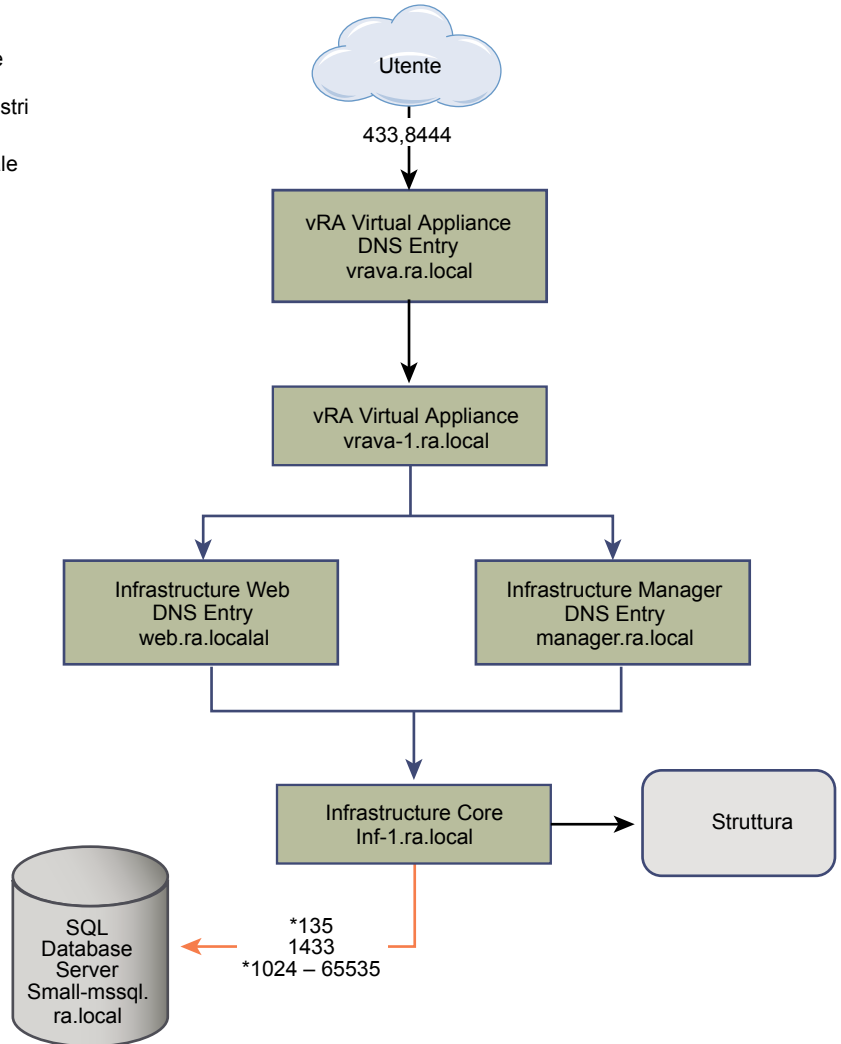 e
stri
le
Utente
433,8444
vRA Virtual Appliance
DNS Entry
vrava.ra.local
vRA Virtual Appliance
vrava-1.ra.local
Infrastructure Web
DNS Entry
web.ra.localal
Infrastructure Manager
DNS Entry
manager.ra.local
Infrastructure Core
Inf-1.ra.local
Struttura
SQL
Database
Server
Small-mssql.
ra.local
*135
1433
*1024 – 65535